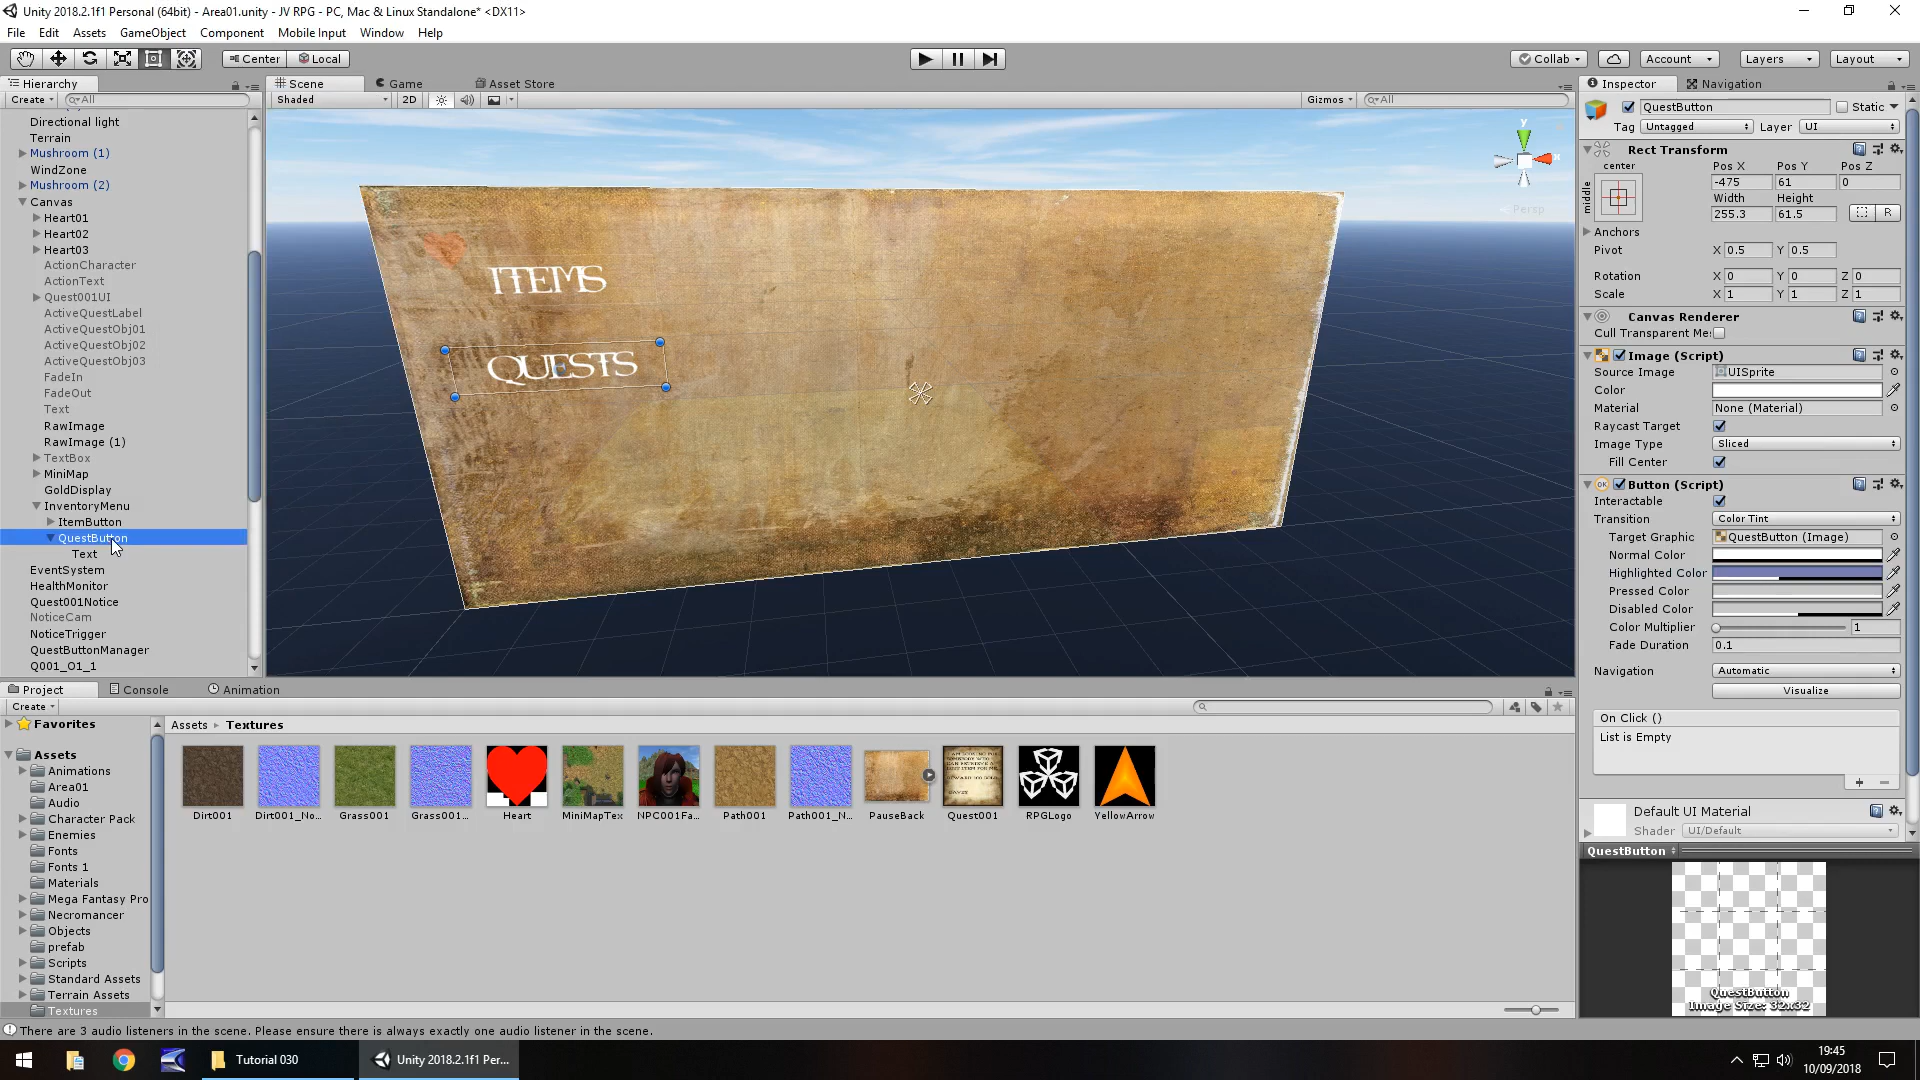 Unity 2018.2.1f1 Personal (64bit) - Area01.unity - JV RPG - PC, Mac & Linux Standalone* <DX11>
File Edit Assets GameObject Component Mobile Input Window Help
Center Local Collab Account Layers Layout
Hierarchy
Create All
Directional light
Terrain
Mushroom (1)
WindZone
Mushroom (2)
Canvas
Heart01
Heart02
Heart03
ActionCharacter
ActionText
Quest001UI
ActiveQuestLabel
ActiveQuestObj01
ActiveQuestObj02
ActiveQuestObj03
FadeIn
FadeOut
Text
RawImage
RawImage (1)
TextBox
MiniMap
GoldDisplay
InventoryMenu
ItemButton
QuestButton
Text
EventSystem
HealthMonitor
Quest001Notice
NoticeCam
NoticeTrigger
QuestButtonManager
Q001_O1_1
Scene Game Asset Store
Shaded 2D Gizmos All
y
x
Persp
ITEMS
QUESTS
Inspector Navigation
QuestButton Static
Tag Untagged Layer UI
Rect Transform
center Pos X Pos Y Pos Z
middle -475 61 0
Width Height
255.3 61.5 R
Anchors
Pivot X 0.5 Y 0.5
Rotation X 0 Y 0 Z 0
Scale X 1 Y 1 Z 1
Canvas Renderer
Cull Transparent Me
Image (Script)
Source Image UISprite
Color
Material None (Material)
Raycast Target
Image Type Sliced
Fill Center
Button (Script)
Interactable
Transition Color Tint
Target Graphic QuestButton (Image)
Normal Color
Highlighted Color
Pressed Color
Disabled Color
Color Multiplier 1
Fade Duration 0.1
Navigation Automatic
Visualize
On Click ()
List is Empty
Default UI Material
Shader UI/Default
QuestButton
QuestButton
Image Size: 32x32
Project Console Animation
Create
Favorites
Assets
Animations
Area01
Audio
Character Pack
Enemies
Fonts
Fonts 1
Materials
Mega Fantasy Pro
Necromancer
Objects
prefab
Scripts
Standard Assets
Terrain Assets
Textures
Assets Textures
Dirt001 Dirt001_No... Grass001 Grass001... Heart MiniMapTex NPC001Fa... Path001 Path001_N... PauseBack Quest001 RPGLogo YellowArrow
There are 3 audio listeners in the scene. Please ensure there is always exactly one audio listener in the scene.
Tutorial 030 Unity 2018.2.1f1 Per...
19:45
10/09/2018